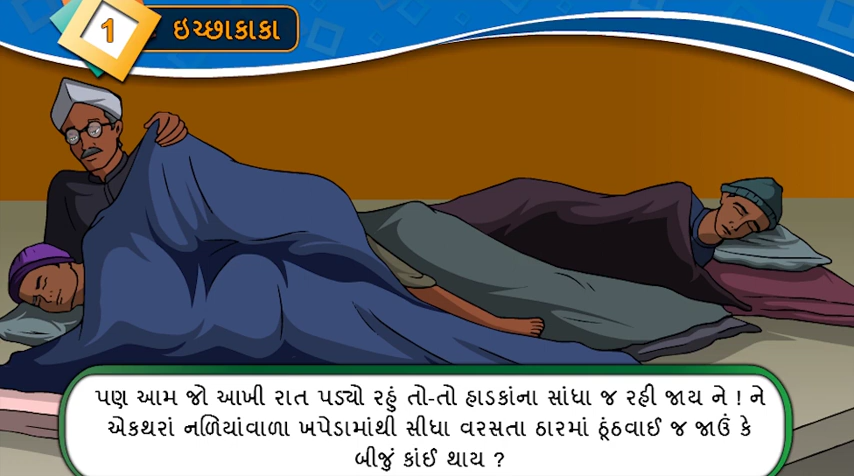 1
ઇચ્છાકાકા
પણ આમ જો આખી રાત પડ્યો રહું તો-તો હાડકાંના સાંધા જ રહી જાય ને ! ને
એકથરાં નળિયાંવાળા ખપેડામાંથી સીધા વરસતા ઠારમાં ઠૂંઠવાઈ જ જાઉં કે
બીજું કાંઈ થાય ?